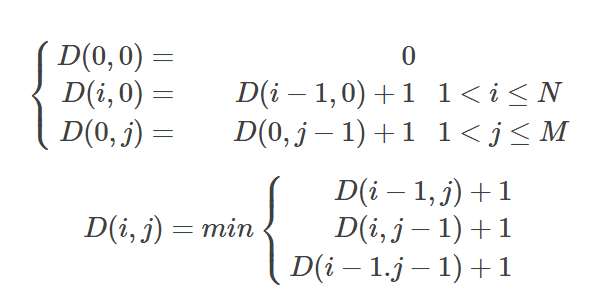 D(0,0) = 0
D(i,0) = D(i − 1,0) + 1 1 < i ≤ N
D(0,j) = D(0,j − 1) + 1 1 < j ≤ M
D(i − 1,j) + 1
D(i,j) = min { D(i,j − 1) + 1
D(i − 1.j − 1) + 1